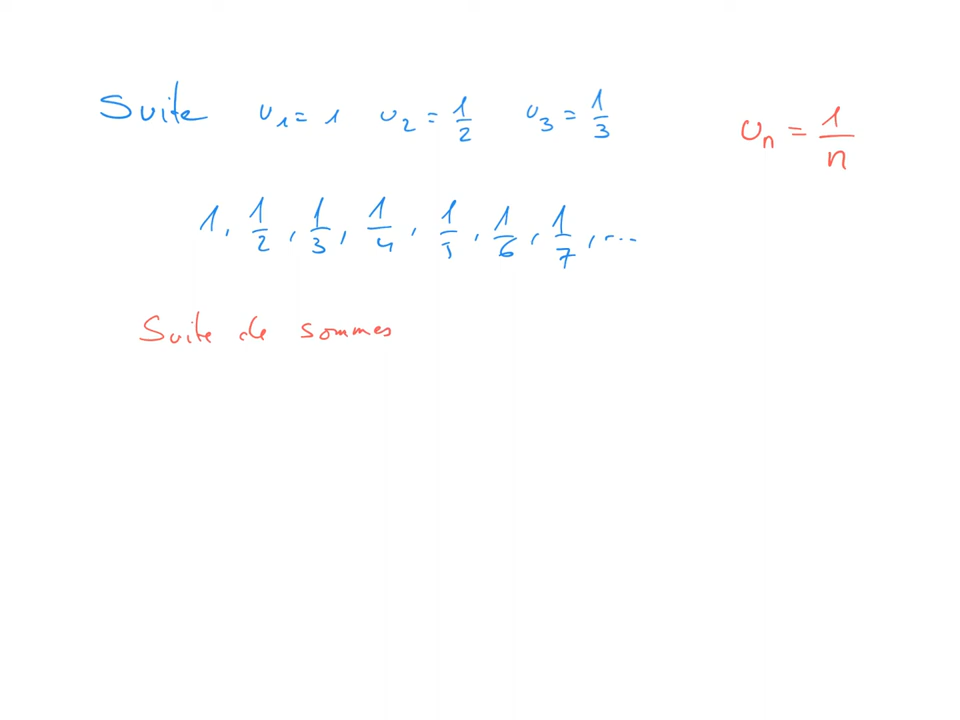 Suite u₁ = 1 u₂ = 1/2 u₃ = 1/3
uₙ = 1/n
1, 1/2, 1/3, 1/4, 1/5, 1/6, 1/7, ...
Suite de sommes